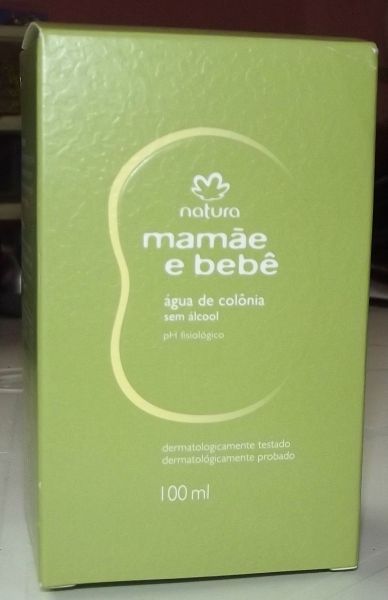 natura
mamãe
e bebê
água de colônia
sem álcool
pH fisiológico
dermatologicamente testado
dermatológicamente probado
100 ml